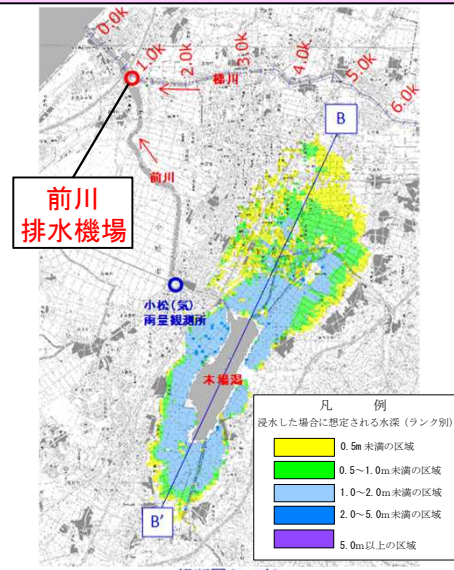 0.0k
1.0k
2.0k
3.0k
4.0k
5.0k
6.0k
梯川
B
前川
前川
排水機場
小松(気)
雨量観測所
木場潟
B'
凡 例
浸水した場合に想定される水深(ランク別)
0.5m 未満の区域
0.5~1.0m未満の区域
1.0~2.0m未満の区域
2.0~5.0m未満の区域
5.0m以上の区域